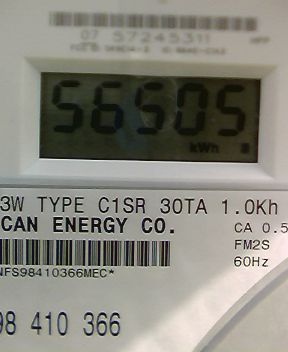 07 57245311
56505
kWh
3W TYPE C1SR 30TA 1.0Kh
CAN ENERGY CO.
CA 0.5
FM2S
60Hz
NFS98410366MEC*
98 410 366